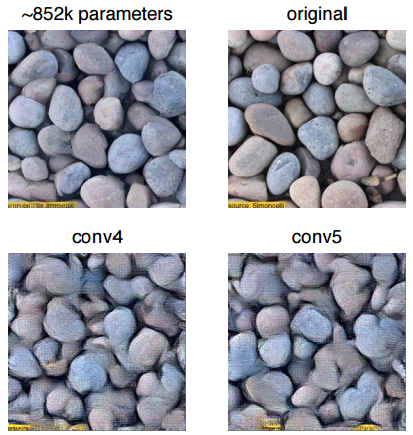 ~852k parameters
original
source: Simoncelli
conv4
conv5